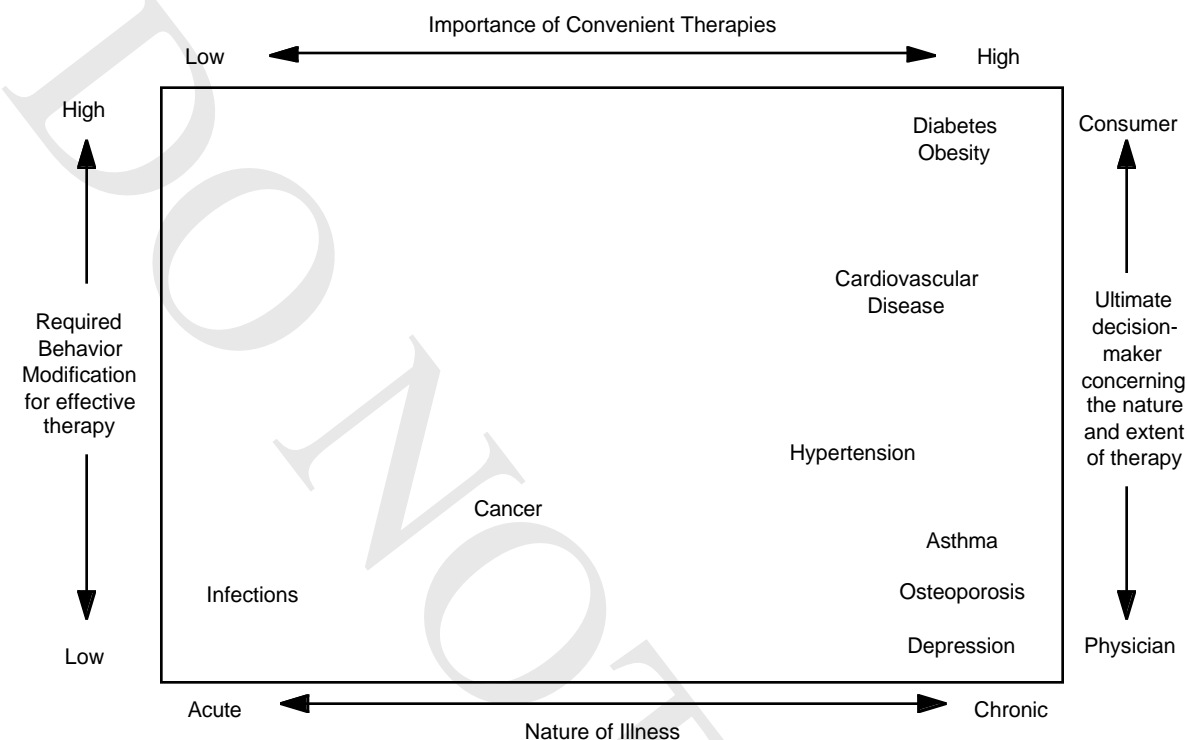 Importance of Convenient Therapies
Low
High
High
Diabetes
Obesity
Consumer
Cardiovascular
Disease
Required
Behavior
Modification
for effective
therapy
Ultimate
decision-
maker
concerning
the nature
and extent
of therapy
Hypertension
Cancer
Asthma
Infections
Osteoporosis
Depression
Low
Physician
Acute
Chronic
Nature of Illness
DO NOT